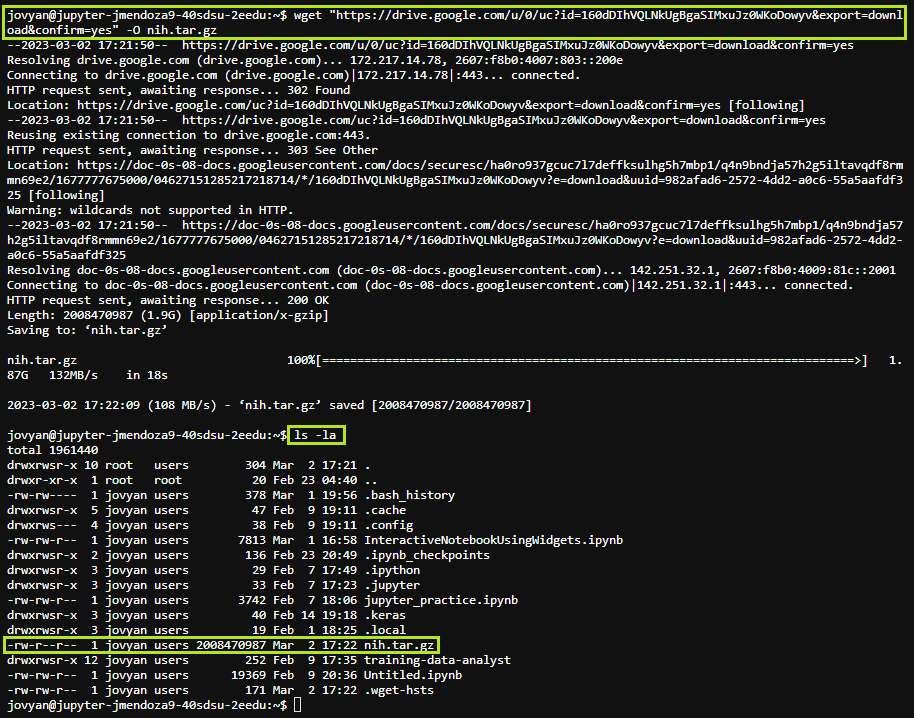 jovyan@jupyter-jmendoza9-40sdsu-2eedu:~$ wget "https://drive.google.com/u/0/uc?id=160dDIhVQLNkUgBgaSIMxuJz0WKoDowyv&export=downl
oad&confirm=yes" -O nih.tar.gz
--2023-03-02 17:21:50--  https://drive.google.com/u/0/uc?id=160dDIhVQLNkUgBgaSIMxuJz0WKoDowyv&export=download&confirm=yes
Resolving drive.google.com (drive.google.com)... 172.217.14.78, 2607:f8b0:4007:803::200e
Connecting to drive.google.com (drive.google.com)|172.217.14.78|:443... connected.
HTTP request sent, awaiting response... 302 Found
Location: https://drive.google.com/uc?id=160dDIhVQLNkUgBgaSIMxuJz0WKoDowyv&export=download&confirm=yes [following]
--2023-03-02 17:21:50--  https://drive.google.com/uc?id=160dDIhVQLNkUgBgaSIMxuJz0WKoDowyv&export=download&confirm=yes
Reusing existing connection to drive.google.com:443.
HTTP request sent, awaiting response... 303 See Other
Location: https://doc-0s-08-docs.googleusercontent.com/docs/securesc/ha0ro937gcuc7l7deffksulhg5h7mbp1/q4n9bndja57h2g5iltavqdf8rm
mn69e2/1677777675000/04627151285217218714/*/160dDIhVQLNkUgBgaSIMxuJz0WKoDowyv?e=download&uuid=982afad6-2572-4dd2-a0c6-55a5aafdf3
25 [following]
Warning: wildcards not supported in HTTP.
--2023-03-02 17:21:50--  https://doc-0s-08-docs.googleusercontent.com/docs/securesc/ha0ro937gcuc7l7deffksulhg5h7mbp1/q4n9bndja57
h2g5iltavqdf8rmmn69e2/1677777675000/04627151285217218714/*/160dDIhVQLNkUgBgaSIMxuJz0WKoDowyv?e=download&uuid=982afad6-2572-4dd2-
a0c6-55a5aafdf325
Resolving doc-0s-08-docs.googleusercontent.com (doc-0s-08-docs.googleusercontent.com)... 142.251.32.1, 2607:f8b0:4009:81c::2001
Connecting to doc-0s-08-docs.googleusercontent.com (doc-0s-08-docs.googleusercontent.com)|142.251.32.1|:443... connected.
HTTP request sent, awaiting response... 200 OK
Length: 2008470987 (1.9G) [application/x-gzip]
Saving to: ‘nih.tar.gz’
nih.tar.gz                              100%[============================================================================>]   1.
87G   132MB/s    in 18s
2023-03-02 17:22:09 (108 MB/s) - ‘nih.tar.gz’ saved [2008470987/2008470987]
jovyan@jupyter-jmendoza9-40sdsu-2eedu:~$ ls -la
total 1961440
drwxrwsr-x 10 root   users        304 Mar  2 17:21 .
drwxr-xr-x  1 root   root          20 Feb 23 04:40 ..
-rw-rw----  1 jovyan users        378 Mar  1 19:56 .bash_history
drwxrwsr-x  5 jovyan users         47 Feb  9 19:11 .cache
drwxrws---  4 jovyan users         38 Feb  9 19:11 .config
-rw-rw-r--  1 jovyan users       7813 Mar  1 16:58 InteractiveNotebookUsingWidgets.ipynb
drwxrwsr-x  2 jovyan users        136 Feb 23 20:49 .ipynb_checkpoints
drwxrwsr-x  3 jovyan users         29 Feb  7 17:49 .ipython
drwxrwsr-x  3 jovyan users         33 Feb  7 17:23 .jupyter
-rw-rw-r--  1 jovyan users       3742 Feb  7 18:06 jupyter_practice.ipynb
drwxrwsr-x  3 jovyan users         40 Feb 14 19:18 .keras
drwxrwsr-x  3 jovyan users         19 Feb  1 18:25 .local
-rw-r--r--  1 jovyan users 2008470987 Mar  2 17:22 nih.tar.gz
drwxrwsr-x 12 jovyan users        252 Feb  9 17:35 training-data-analyst
-rw-rw-r--  1 jovyan users      19369 Feb  9 20:36 Untitled.ipynb
-rw-rw-r--  1 jovyan users        171 Mar  2 17:22 .wget-hsts
jovyan@jupyter-jmendoza9-40sdsu-2eedu:~$